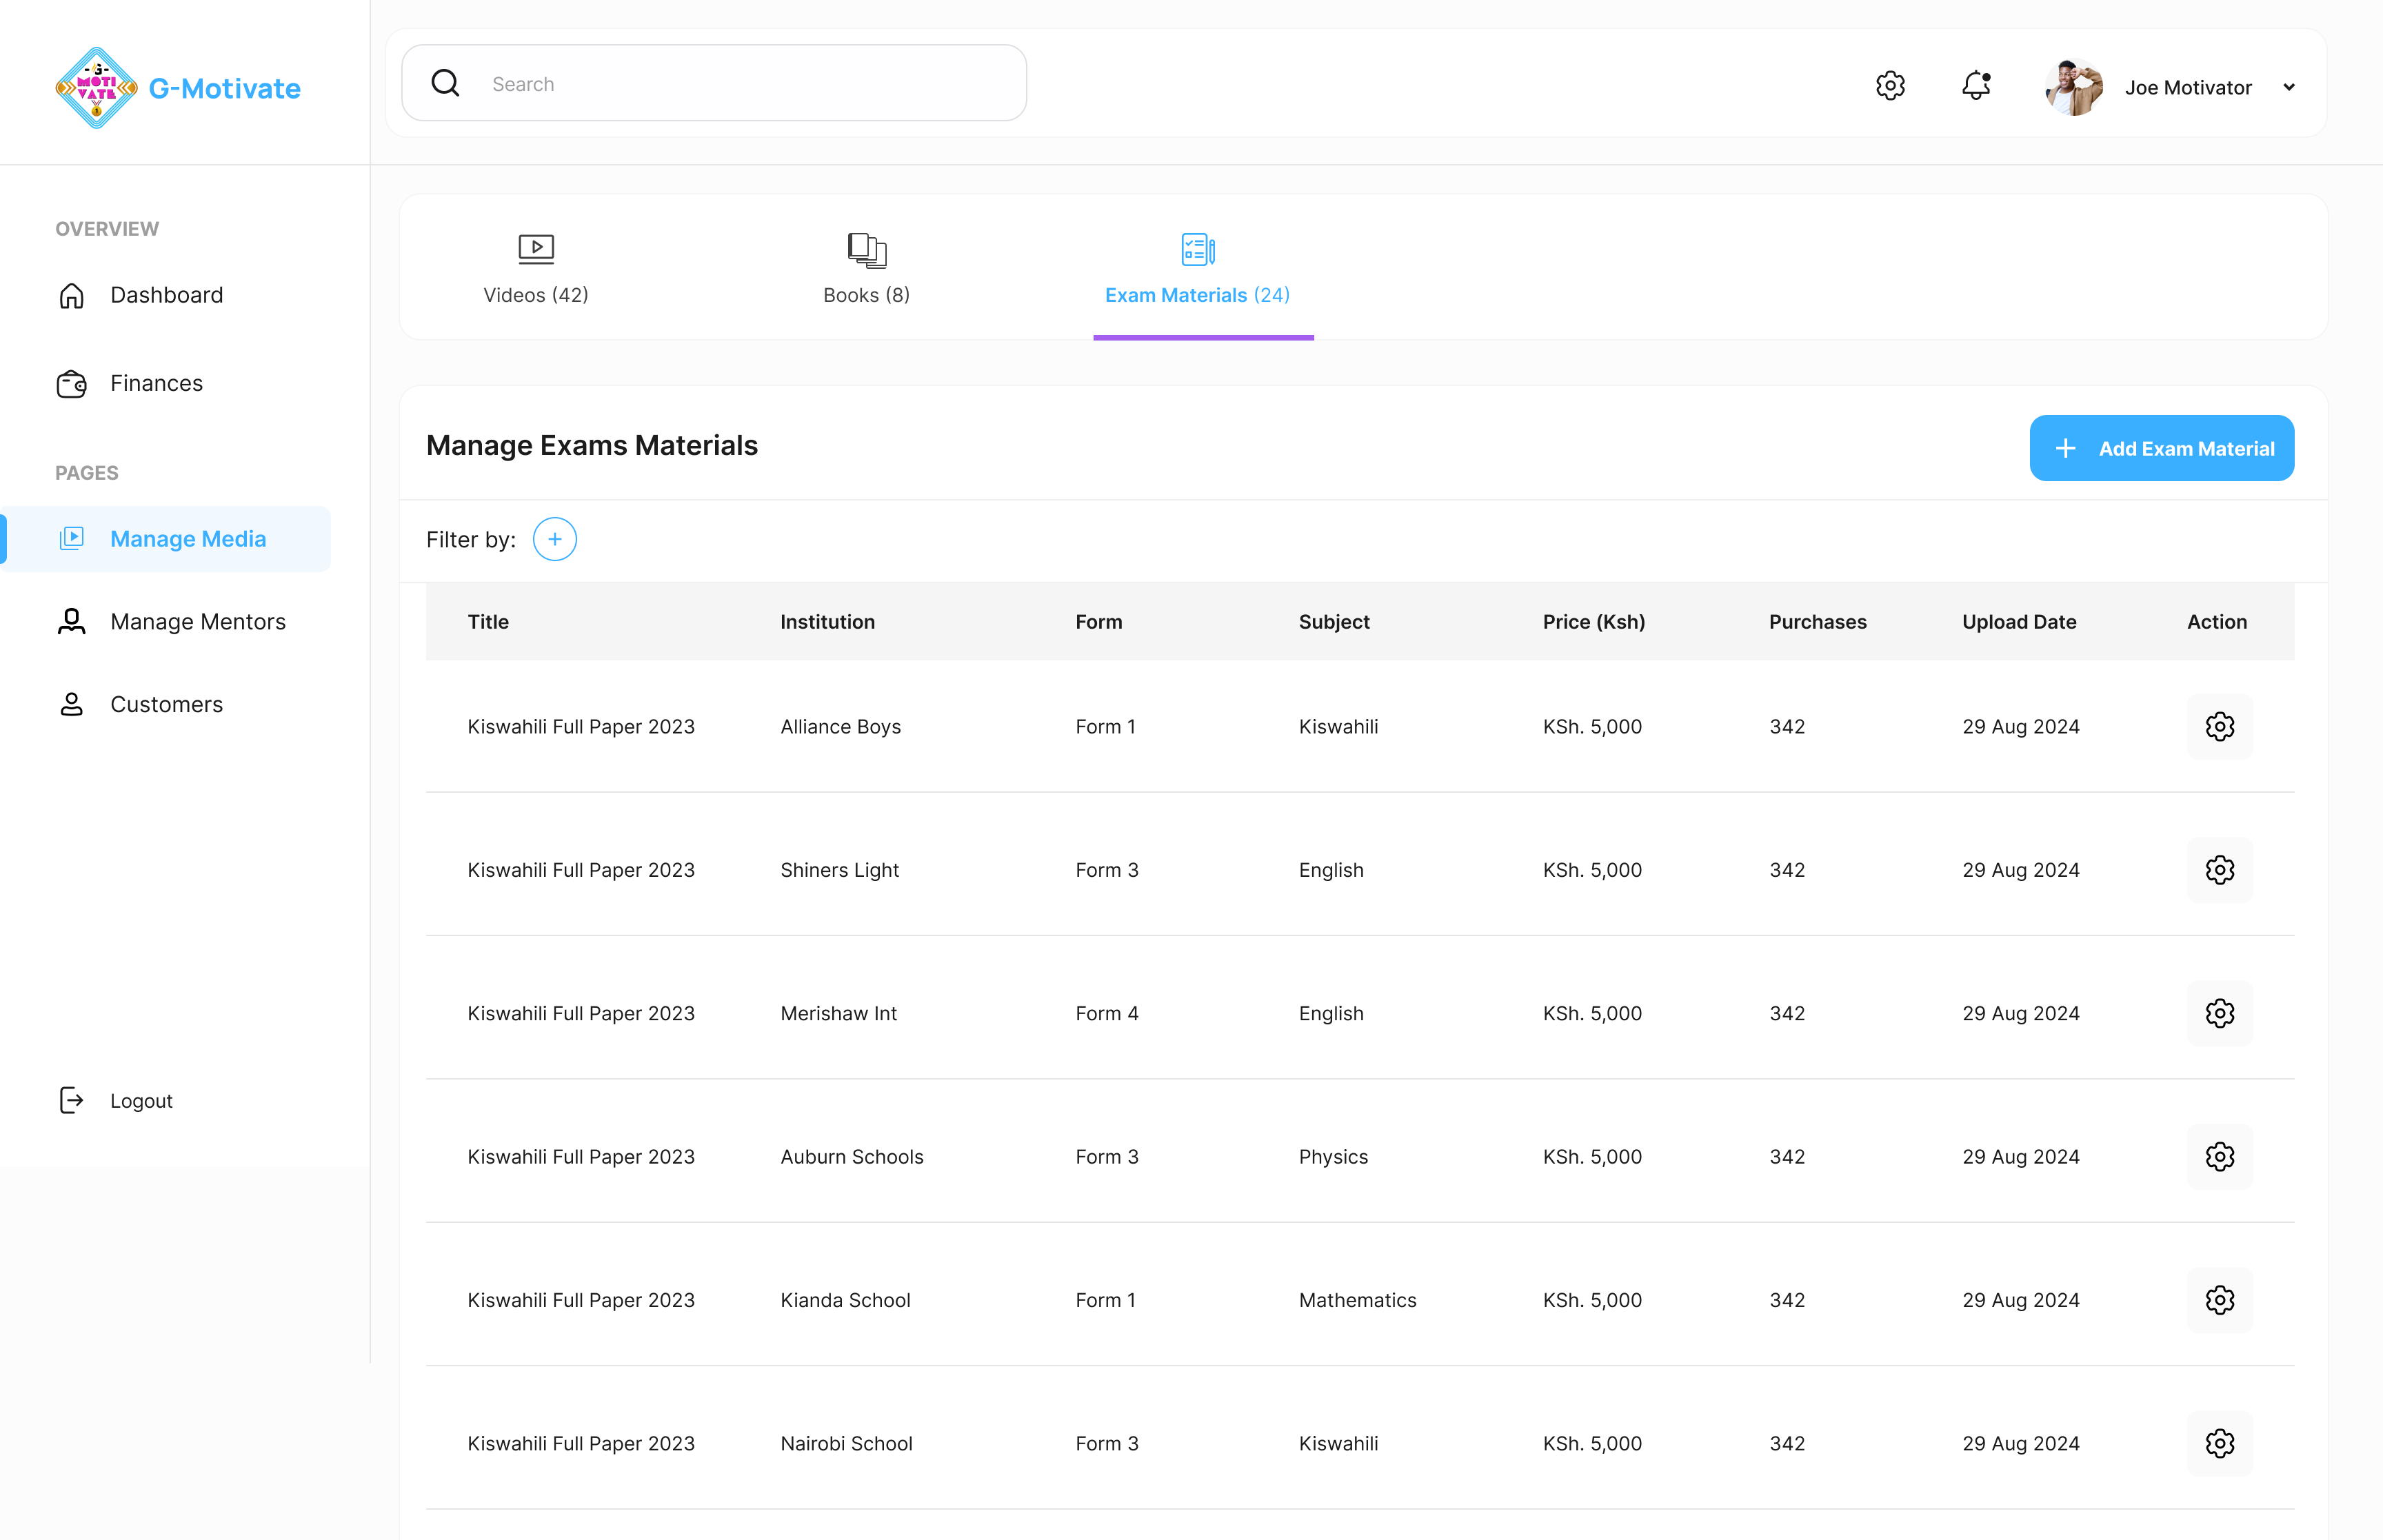 -G-
MOTI
VATE
G-Motivate
Search
Joe Motivator
OVERVIEW
Dashboard
Finances
PAGES
Manage Media
Manage Mentors
Customers
Logout
Videos (42)
Books (8)
Exam Materials (24)
Manage Exams Materials
Add Exam Material
Filter by:
Title Institution Form Subject Price (Ksh) Purchases Upload Date Action
Kiswahili Full Paper 2023 Alliance Boys Form 1 Kiswahili KSh. 5,000 342 29 Aug 2024
Kiswahili Full Paper 2023 Shiners Light Form 3 English KSh. 5,000 342 29 Aug 2024
Kiswahili Full Paper 2023 Merishaw Int Form 4 English KSh. 5,000 342 29 Aug 2024
Kiswahili Full Paper 2023 Auburn Schools Form 3 Physics KSh. 5,000 342 29 Aug 2024
Kiswahili Full Paper 2023 Kianda School Form 1 Mathematics KSh. 5,000 342 29 Aug 2024
Kiswahili Full Paper 2023 Nairobi School Form 3 Kiswahili KSh. 5,000 342 29 Aug 2024